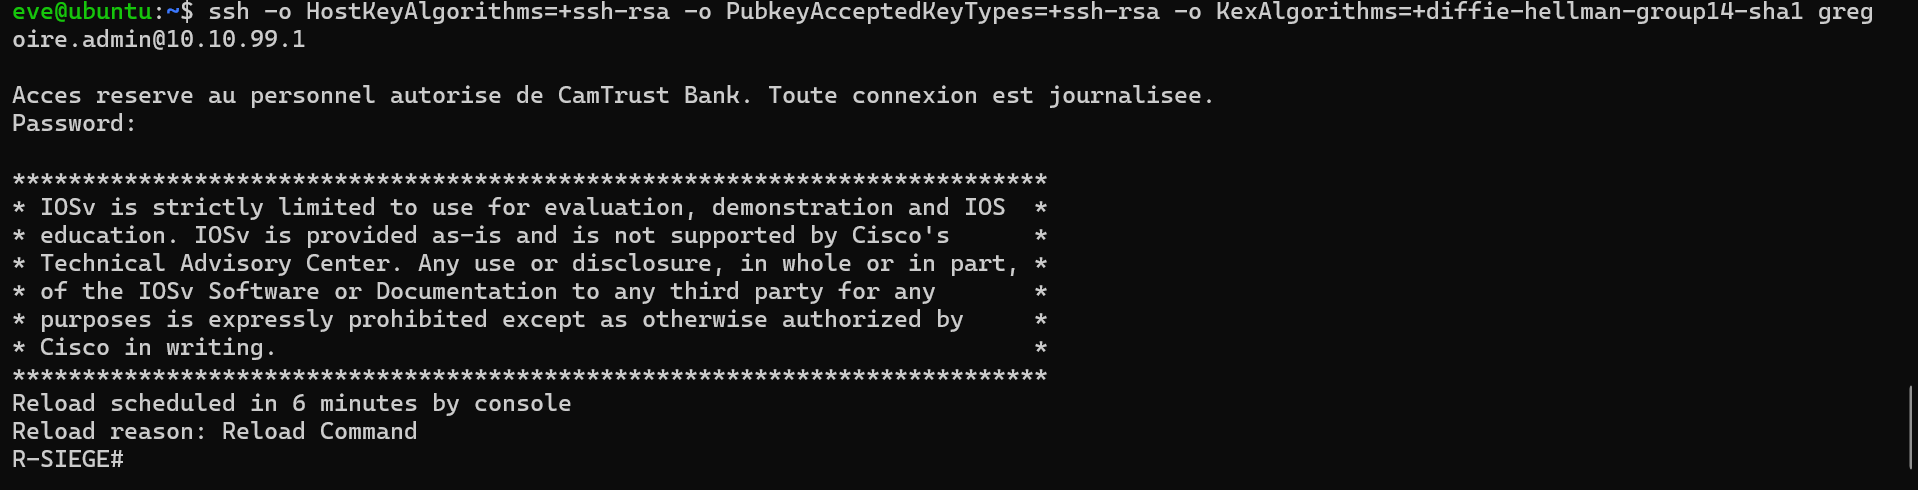 eve@ubuntu:~$ ssh -o HostKeyAlgorithms=+ssh-rsa -o PubkeyAcceptedKeyTypes=+ssh-rsa -o KexAlgorithms=+diffie-hellman-group14-sha1 greg
oire.admin@10.10.99.1
Acces reserve au personnel autorise de CamTrust Bank. Toute connexion est journalisee.
Password:
**************************************************************************
* IOSv is strictly limited to use for evaluation, demonstration and IOS  *
* education. IOSv is provided as-is and is not supported by Cisco's      *
* Technical Advisory Center. Any use or disclosure, in whole or in part, *
* of the IOSv Software or Documentation to any third party for any       *
* purposes is expressly prohibited except as otherwise authorized by     *
* Cisco in writing.                                                      *
**************************************************************************
Reload scheduled in 6 minutes by console
Reload reason: Reload Command
R-SIEGE#